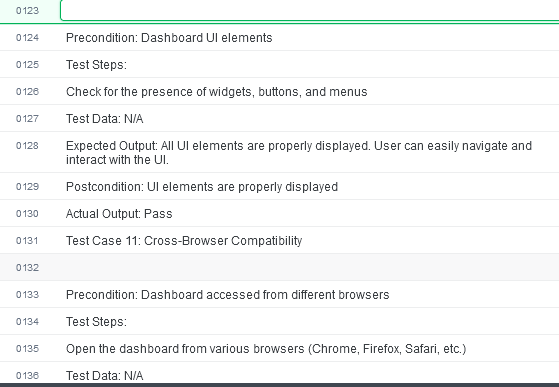 0123
0124 Precondition: Dashboard UI elements
0125 Test Steps:
0126 Check for the presence of widgets, buttons, and menus
0127 Test Data: N/A
0128 Expected Output: All UI elements are properly displayed. User can easily navigate and
interact with the UI.
0129 Postcondition: UI elements are properly displayed
0130 Actual Output: Pass
0131 Test Case 11: Cross-Browser Compatibility
0132
0133 Precondition: Dashboard accessed from different browsers
0134 Test Steps:
0135 Open the dashboard from various browsers (Chrome, Firefox, Safari, etc.)
0136 Test Data: N/A